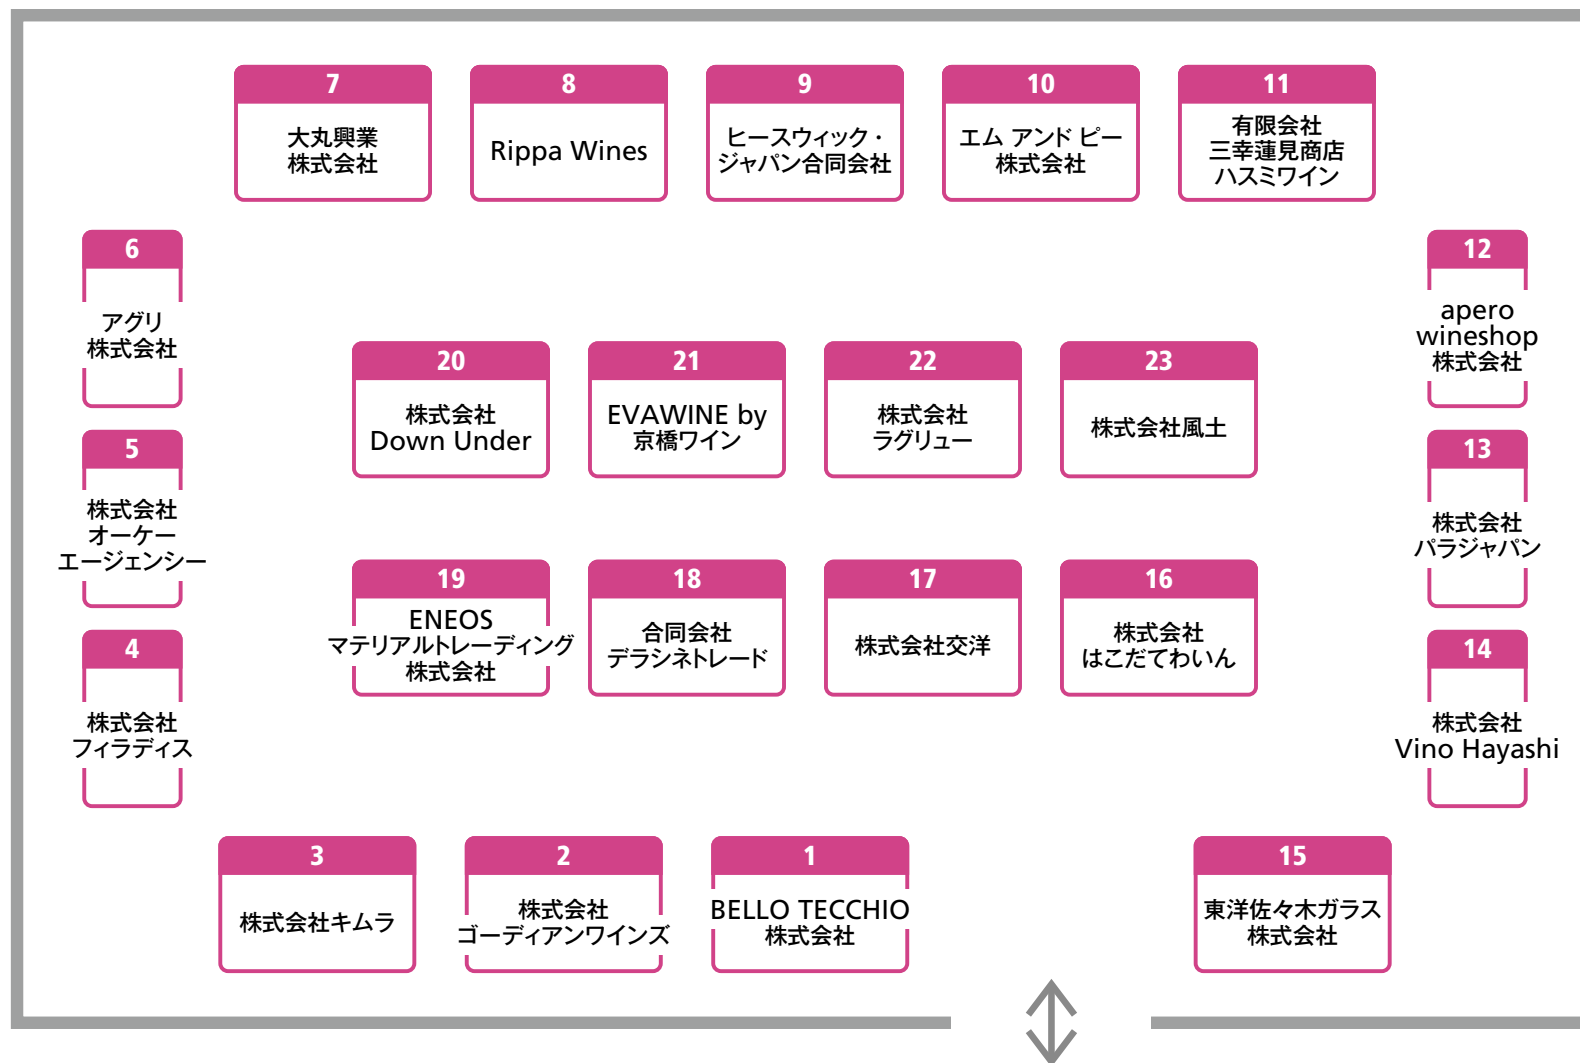 7
大丸興業
株式会社
8
Rippa Wines
9
ヒースウィック・
ジャパン合同会社
10
エム アンド ピー
株式会社
11
有限会社
三幸蓮見商店
ハスミワイン
6
アグリ
株式会社
12
apero
wineshop
株式会社
20
株式会社
Down Under
21
EVAWINE by
京橋ワイン
22
株式会社
ラグリュー
23
株式会社風土
5
株式会社
オーケー
エージェンシー
13
株式会社
パラジャパン
19
ENEOS
マテリアルトレーディング
株式会社
18
合同会社
デラシネトレード
17
株式会社交洋
16
株式会社
はこだてわいん
4
株式会社
フィラディス
14
株式会社
Vino Hayashi
3
株式会社キムラ
2
株式会社
ゴーディアンワインズ
1
BELLO TECCHIO
株式会社
15
東洋佐々木ガラス
株式会社